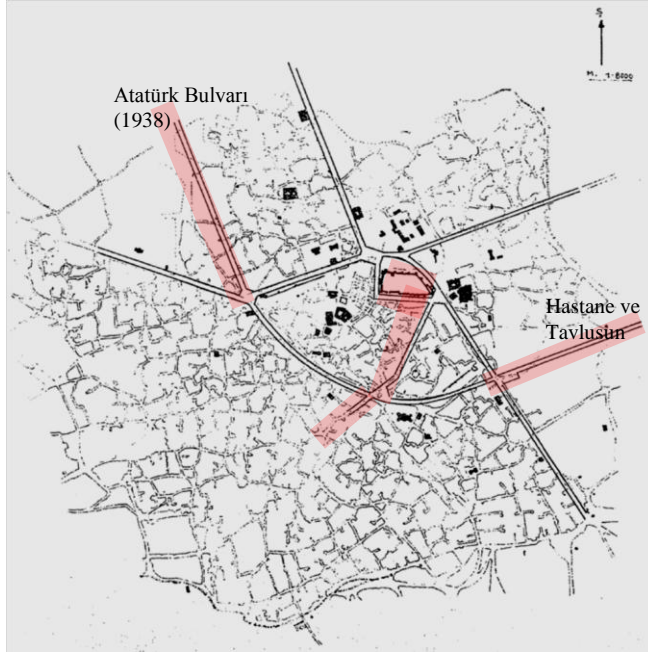 Ş
Atatürk Bulvarı
(1938)
Hastane ve
Tavlusun